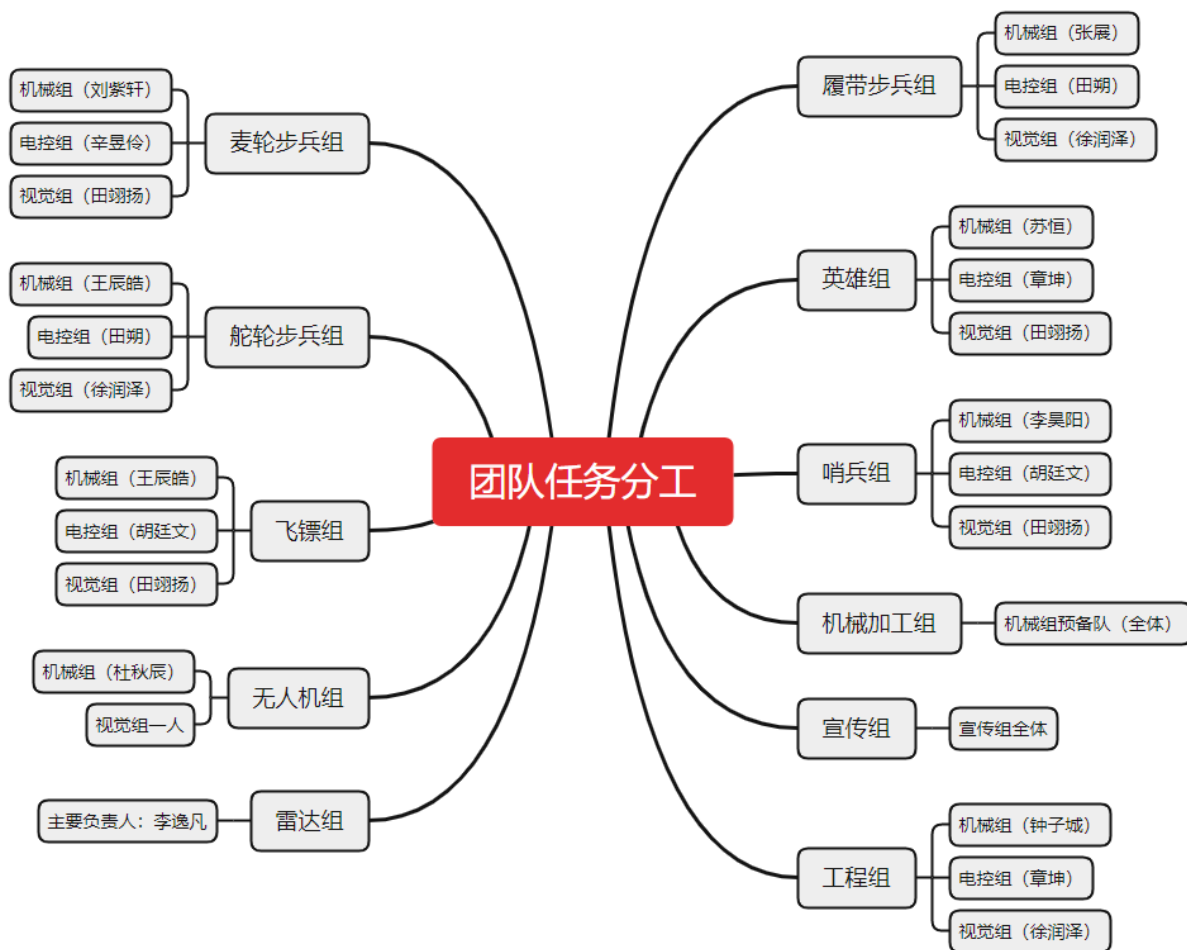 团队任务分工
麦轮步兵组
机械组（刘紫轩）
电控组（辛昱伶）
视觉组（田翊扬）
舵轮步兵组
机械组（王辰皓）
电控组（田朔）
视觉组（徐润泽）
飞镖组
机械组（王辰皓）
电控组（胡廷文）
视觉组（田翊扬）
无人机组
机械组（杜秋辰）
视觉组一人
雷达组
主要负责人：李逸凡
履带步兵组
机械组（张展）
电控组（田朔）
视觉组（徐润泽）
英雄组
机械组（苏恒）
电控组（章坤）
视觉组（田翊扬）
哨兵组
机械组（李昊阳）
电控组（胡廷文）
视觉组（田翊扬）
机械加工组
机械组预备队（全体）
宣传组
宣传组全体
工程组
机械组（钟子城）
电控组（章坤）
视觉组（徐润泽）